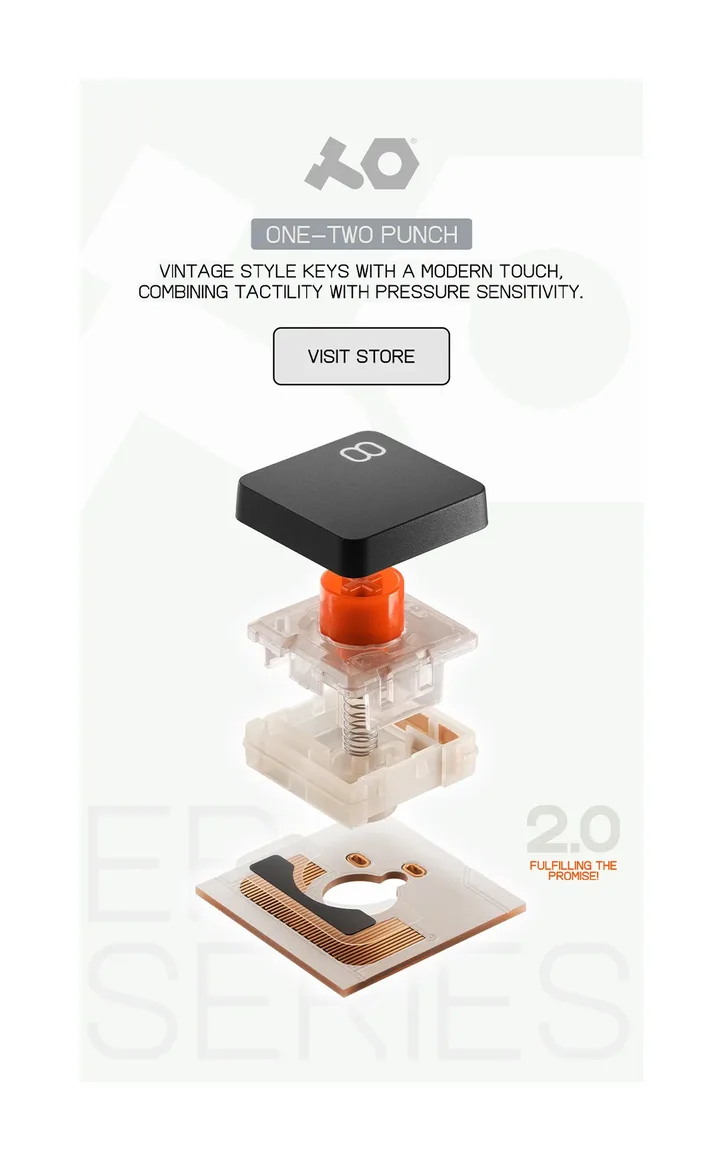 ®
ONE–TWO PUNCH
VINTAGE STYLE KEYS WITH A MODERN TOUCH,
COMBINING TACTILITY WITH PRESSURE SENSITIVITY.
VISIT STORE
8
2.0
FULFILLING THE
PROMISE!
SERIES